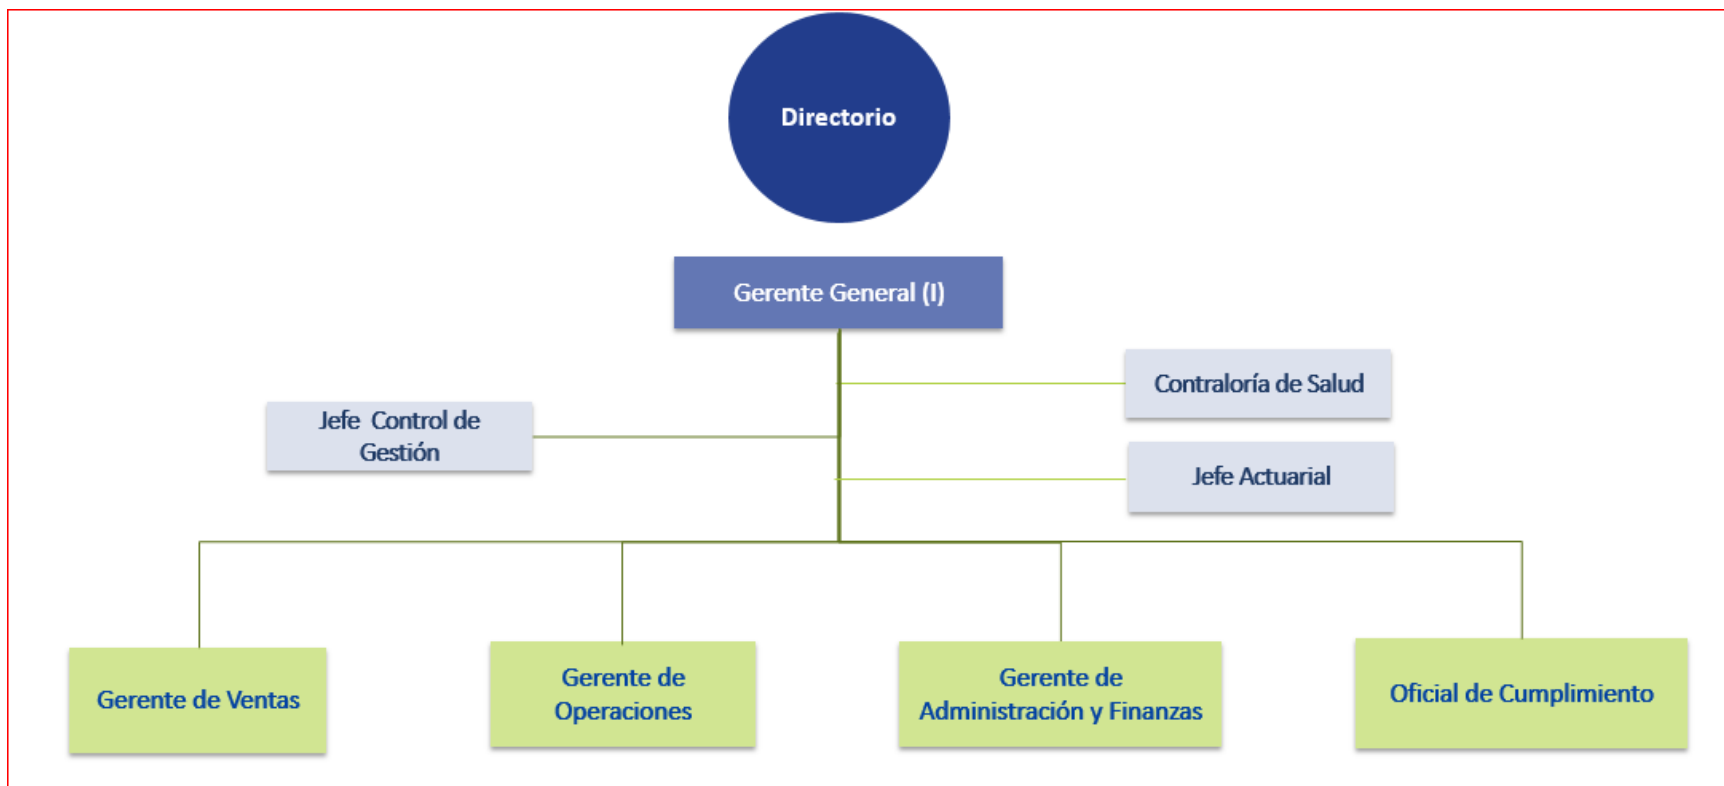 Directorio
Gerente General (I)
Contraloría de Salud
Jefe  Control de
Gestión
Jefe Actuarial
Gerente de Ventas
Gerente de
Operaciones
Gerente de
Administración y Finanzas
Oficial de Cumplimiento